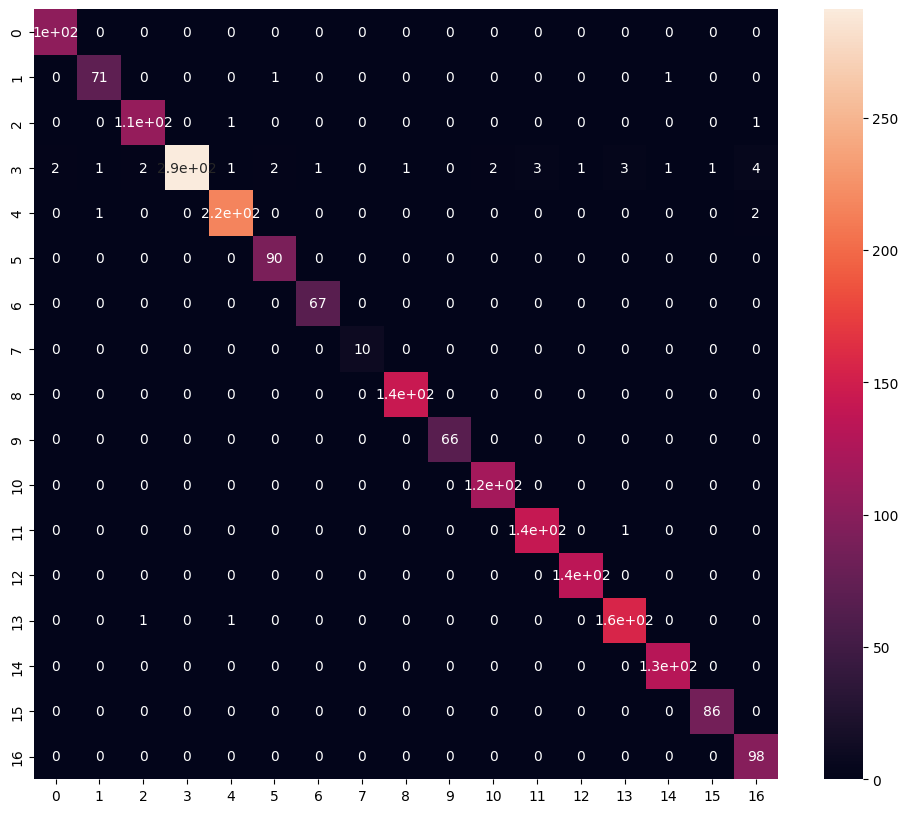 0 1e+02 0 0 0 0 0 0 0 0 0 0 0 0 0 0 0 0
1 0 71 0 0 0 1 0 0 0 0 0 0 0 0 1 0 0
2 0 0 1.1e+02 0 1 0 0 0 0 0 0 0 0 0 0 0 1
3 2 1 2 2.9e+02 1 2 1 0 1 0 2 3 1 3 1 1 4
4 0 1 0 0 2.2e+02 0 0 0 0 0 0 0 0 0 0 0 2
5 0 0 0 0 0 90 0 0 0 0 0 0 0 0 0 0 0
6 0 0 0 0 0 0 67 0 0 0 0 0 0 0 0 0 0
7 0 0 0 0 0 0 0 10 0 0 0 0 0 0 0 0 0
8 0 0 0 0 0 0 0 0 1.4e+02 0 0 0 0 0 0 0 0
9 0 0 0 0 0 0 0 0 0 66 0 0 0 0 0 0 0
10 0 0 0 0 0 0 0 0 0 0 1.2e+02 0 0 0 0 0 0
11 0 0 0 0 0 0 0 0 0 0 0 1.4e+02 0 1 0 0 0
12 0 0 0 0 0 0 0 0 0 0 0 0 1.4e+02 0 0 0 0
13 0 0 1 0 1 0 0 0 0 0 0 0 0 1.6e+02 0 0 0
14 0 0 0 0 0 0 0 0 0 0 0 0 0 0 1.3e+02 0 0
15 0 0 0 0 0 0 0 0 0 0 0 0 0 0 0 86 0
16 0 0 0 0 0 0 0 0 0 0 0 0 0 0 0 0 98
0 1 2 3 4 5 6 7 8 9 10 11 12 13 14 15 16
250
200
150
100
50
0